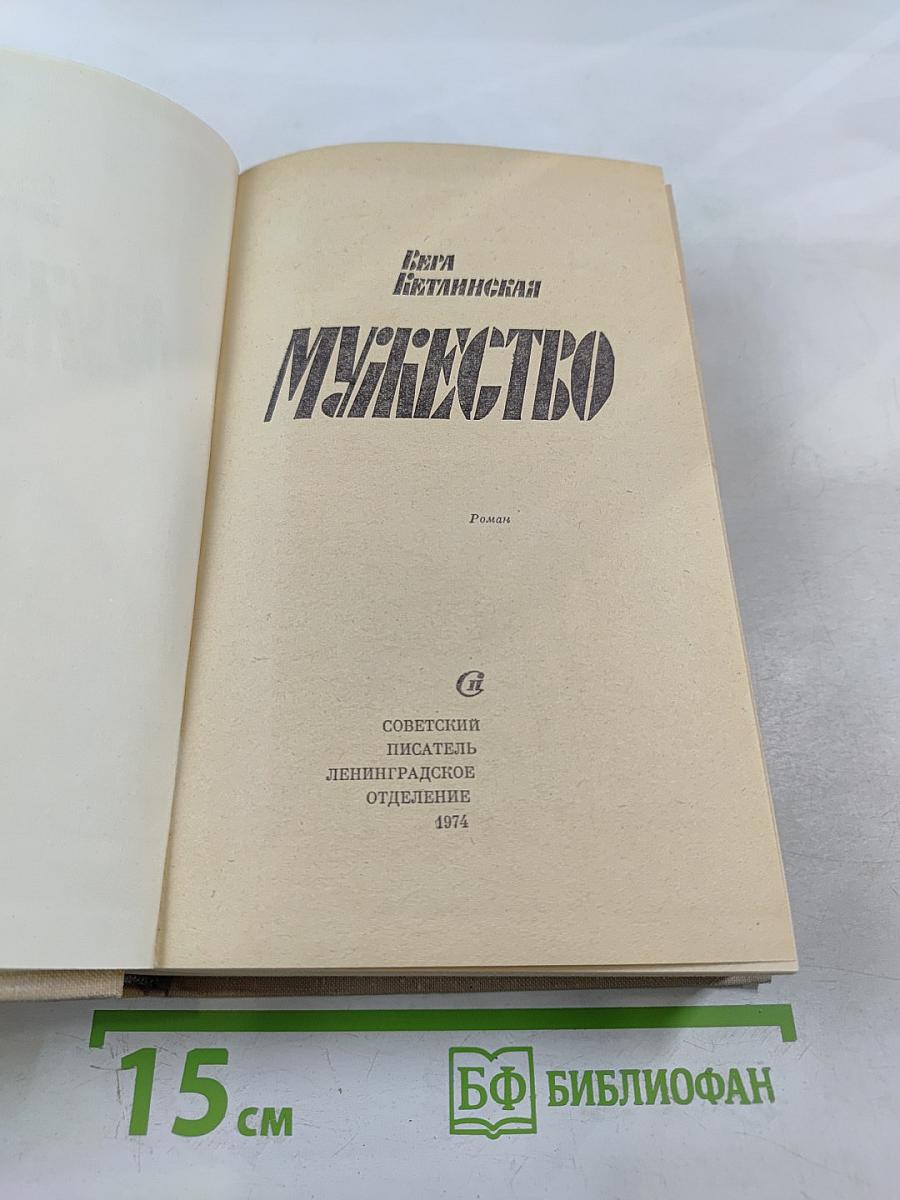 Вера
Кетлинская
МУЖЕСТВО
Роман
СП
СОВЕТСКИЙ
ПИСАТЕЛЬ
ЛЕНИНГРАДСКОЕ
ОТДЕЛЕНИЕ
1974
15 см
БФ БИБЛИОФАН